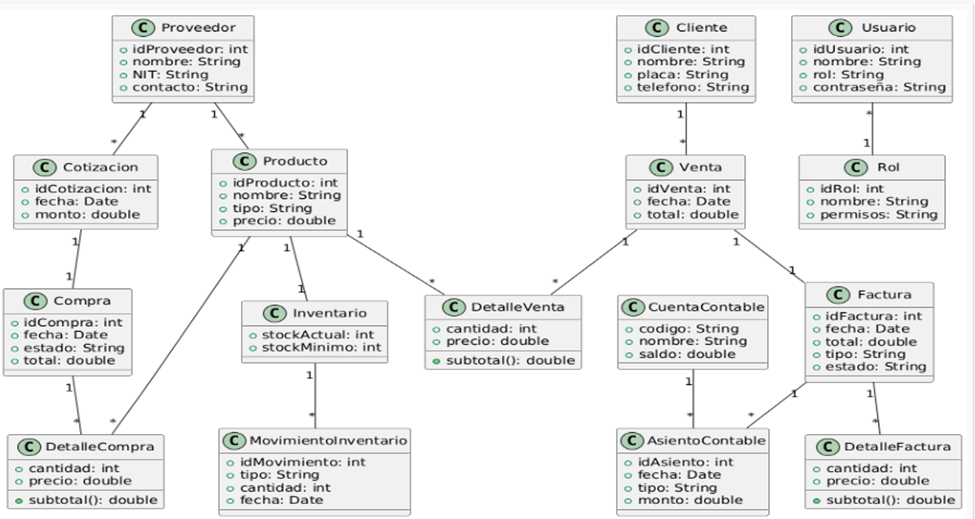 C Proveedor
idProveedor: int
nombre: String
NIT: String
contacto: String
C Cliente
idCliente: int
nombre: String
placa: String
telefono: String
C Usuario
idUsuario: int
nombre: String
rol: String
contraseña: String
1
*
1
*
1
*
*
1
C Cotizacion
idCotizacion: int
fecha: Date
monto: double
C Producto
idProducto: int
nombre: String
tipo: String
precio: double
C Venta
idVenta: int
fecha: Date
total: double
C Rol
idRol: int
nombre: String
permisos: String
1
1
1
*
1
1
1
*
1
*
1
1
C Compra
idCompra: int
fecha: Date
estado: String
total: double
C Inventario
stockActual: int
stockMinimo: int
C DetalleVenta
cantidad: int
precio: double
subtotal(): double
C CuentaContable
codigo: String
nombre: String
saldo: double
C Factura
idFactura: int
fecha: Date
total: double
tipo: String
estado: String
1
*
1
*
1
*
1
*
1
*
C DetalleCompra
cantidad: int
precio: double
subtotal(): double
C MovimientoInventario
idMovimiento: int
tipo: String
cantidad: int
fecha: Date
C AsientoContable
idAsiento: int
fecha: Date
tipo: String
monto: double
C DetalleFactura
cantidad: int
precio: double
subtotal(): double